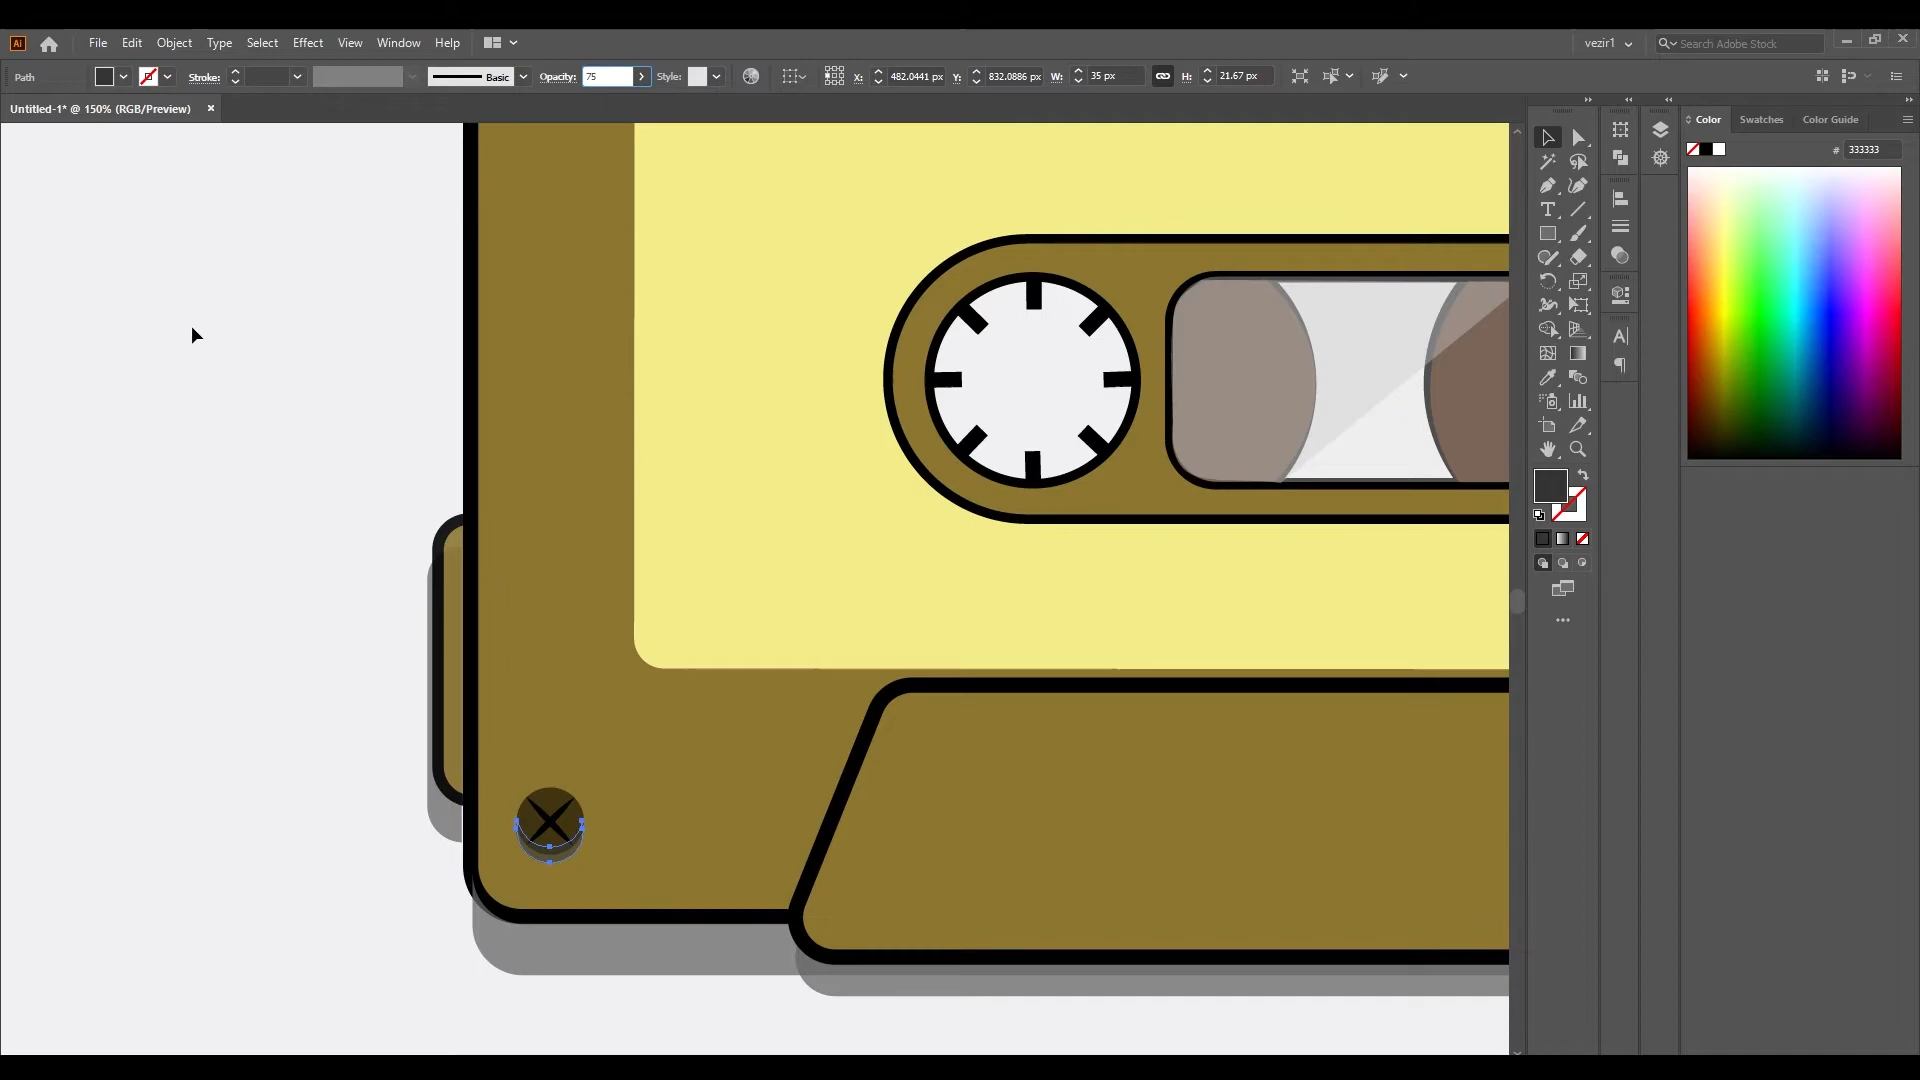 Ai File Edit Object Type Select Effect View Window Help vezir1 Search Adobe Stock
Path Stroke: Basic Opacity: 75 Style: X: 482.0441 px Y: 832.0886 px W: 35 px H: 21.67 px
Untitled-1* @ 150% (RGB/Preview) ×
Color Swatches Color Guide
# 333333